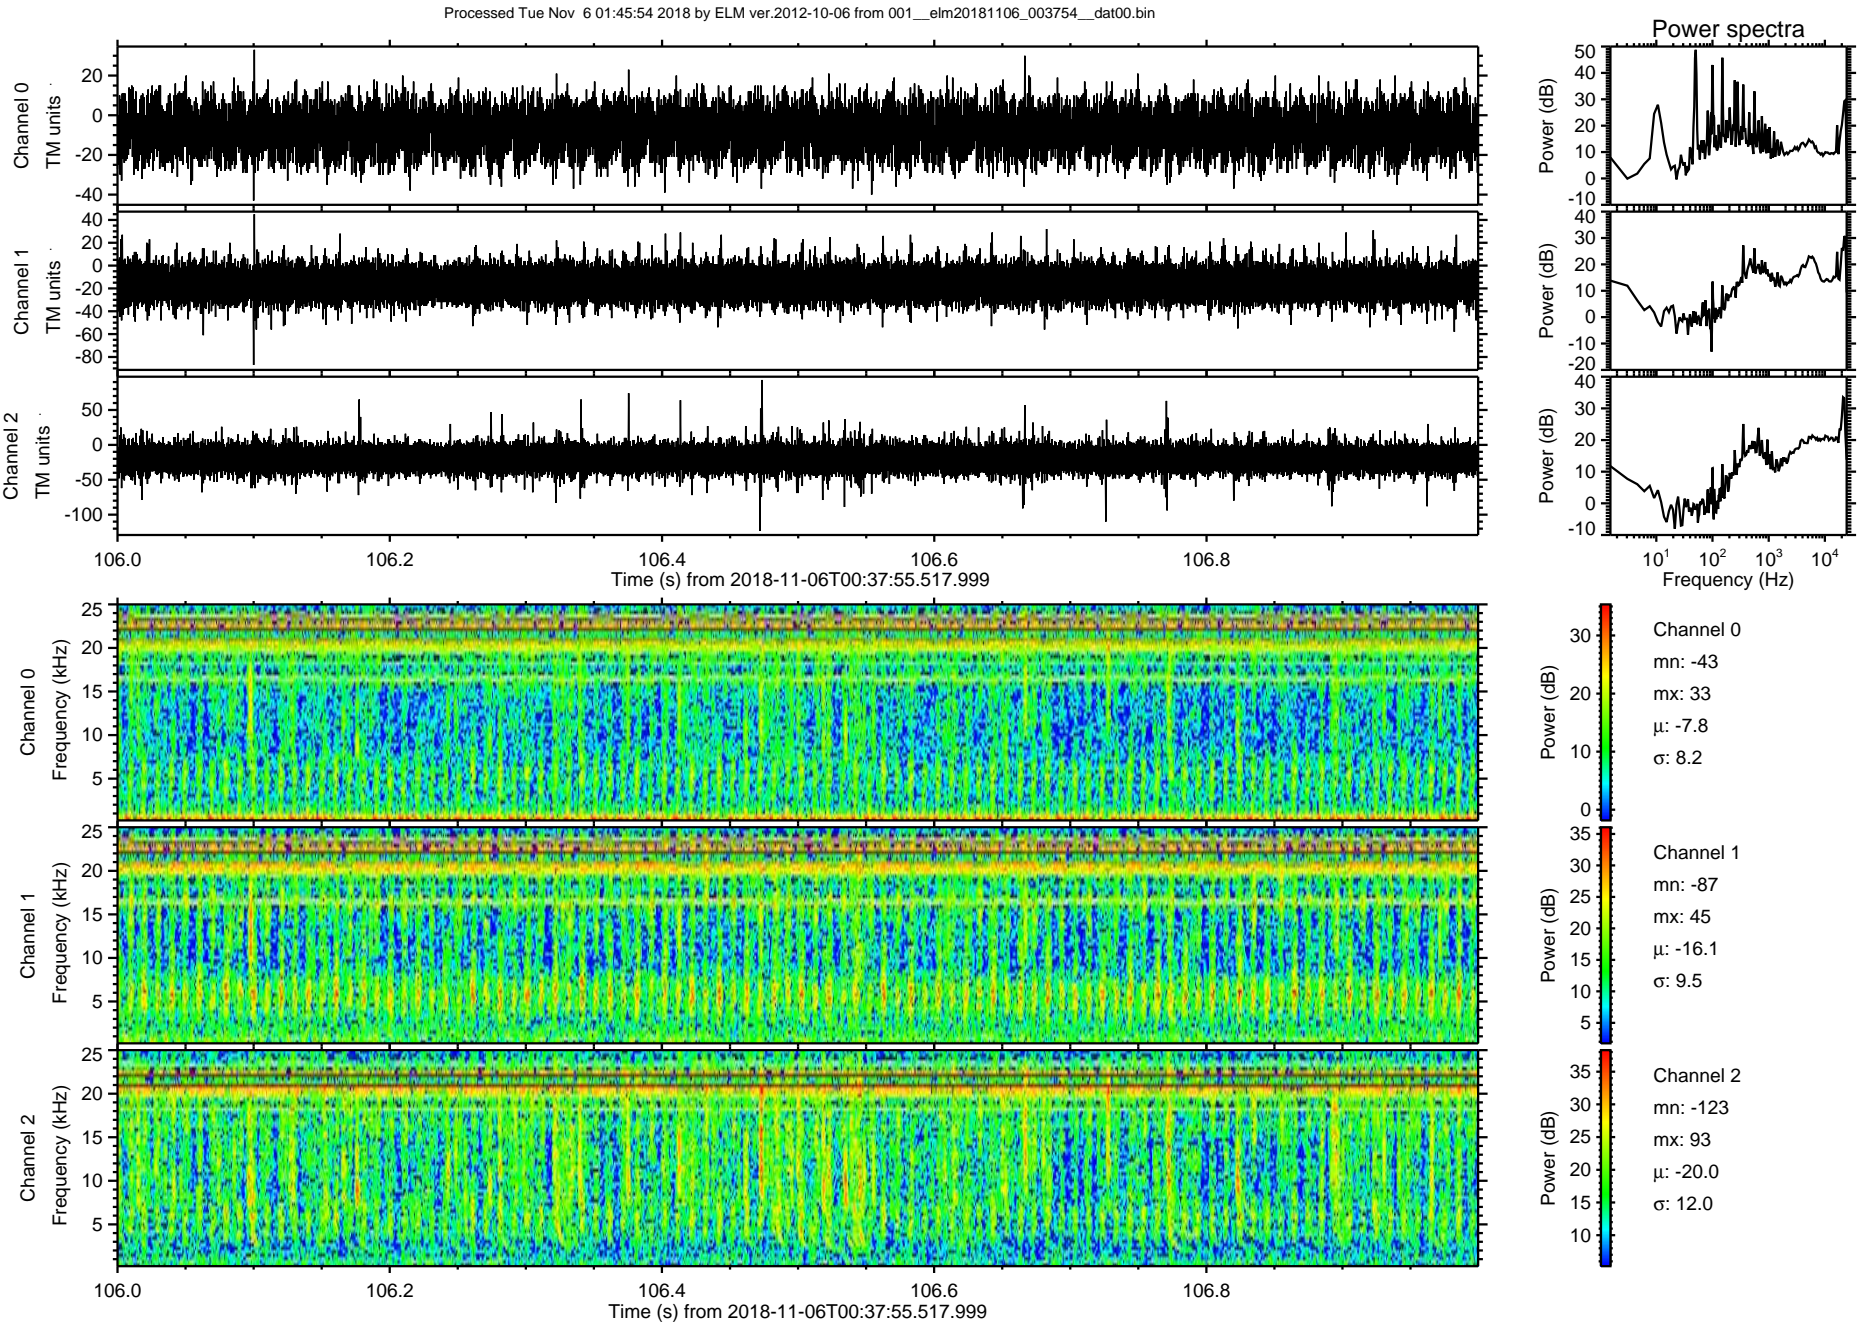 Processed Tue Nov  6 01:45:54 2018 by ELM ver.2012-10-06 from 001__elm20181106_003754__dat00.bin
Power spectra
Channel 0
TM units
20
0
-20
-40
Power (dB)
50
40
30
20
10
0
-10
Channel 1
TM units
40
20
0
-20
-40
-60
-80
Power (dB)
40
30
20
10
0
-10
-20
Channel 2
TM units
50
0
-50
-100
Power (dB)
40
30
20
10
0
-10
106.0 106.2 106.4 106.6 106.8
Time (s) from 2018-11-06T00:37:55.517.999
10¹ 10² 10³ 10⁴
Frequency (Hz)
Channel 0
Frequency (kHz)
25
20
15
10
5
Power (dB)
30
20
10
0
Channel 0
mn: -43
mx: 33
μ: -7.8
σ: 8.2
Channel 1
Frequency (kHz)
25
20
15
10
5
Power (dB)
35
30
25
20
15
10
5
Channel 1
mn: -87
mx: 45
μ: -16.1
σ: 9.5
Channel 2
Frequency (kHz)
25
20
15
10
5
Power (dB)
35
30
25
20
15
10
Channel 2
mn: -123
mx: 93
μ: -20.0
σ: 12.0
106.0 106.2 106.4 106.6 106.8
Time (s) from 2018-11-06T00:37:55.517.999